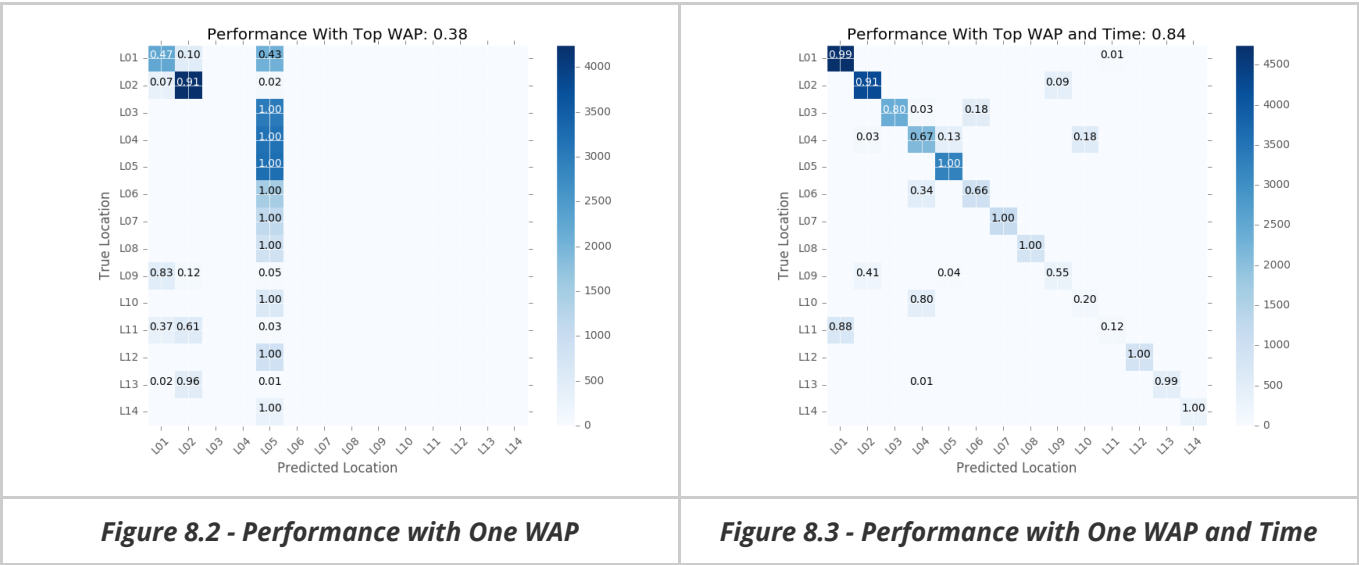 Performance With Top WAP: 0.38
L01 0.47 0.10 0.43
L02 0.07 0.91 0.02
L03 1.00
L04 1.00
L05 1.00
L06 1.00
L07 1.00
L08 1.00
L09 0.83 0.12 0.05
L10 1.00
L11 0.37 0.61 0.03
L12 1.00
L13 0.02 0.96 0.01
L14 1.00
True Location
L01 L02 L03 L04 L05 L06 L07 L08 L09 L10 L11 L12 L13 L14
Predicted Location
4000
3500
3000
2500
2000
1500
1000
500
0
Figure 8.2 - Performance with One WAP
Performance With Top WAP and Time: 0.84
L01 0.99 0.01
L02 0.91 0.09
L03 0.80 0.03 0.18
L04 0.03 0.67 0.13 0.18
L05 1.00
L06 0.34 0.66
L07 1.00
L08 1.00
L09 0.41 0.04 0.55
L10 0.80 0.20
L11 0.88 0.12
L12 1.00
L13 0.01 0.99
L14 1.00
True Location
L01 L02 L03 L04 L05 L06 L07 L08 L09 L10 L11 L12 L13 L14
Predicted Location
4500
4000
3500
3000
2500
2000
1500
1000
500
0
Figure 8.3 - Performance with One WAP and Time